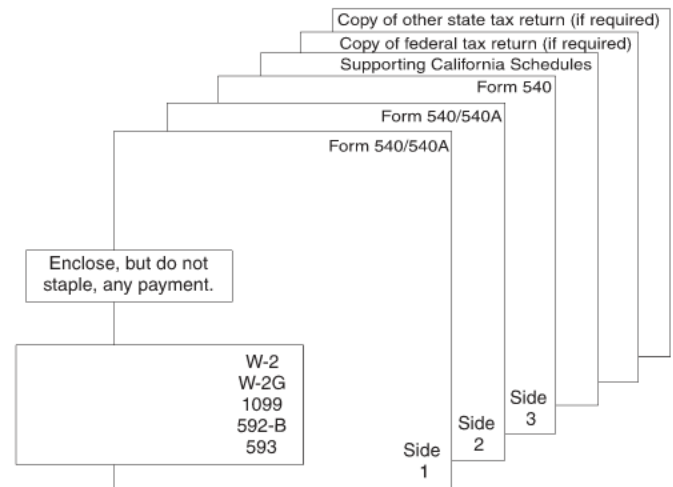 Copy of other state tax return (if required)
Copy of federal tax return (if required)
Supporting California Schedules
Form 540
Form 540/540A
Form 540/540A
Enclose, but do not
staple, any payment.
W-2
W-2G
1099
592-B
593
Side
3
Side
2
Side
1